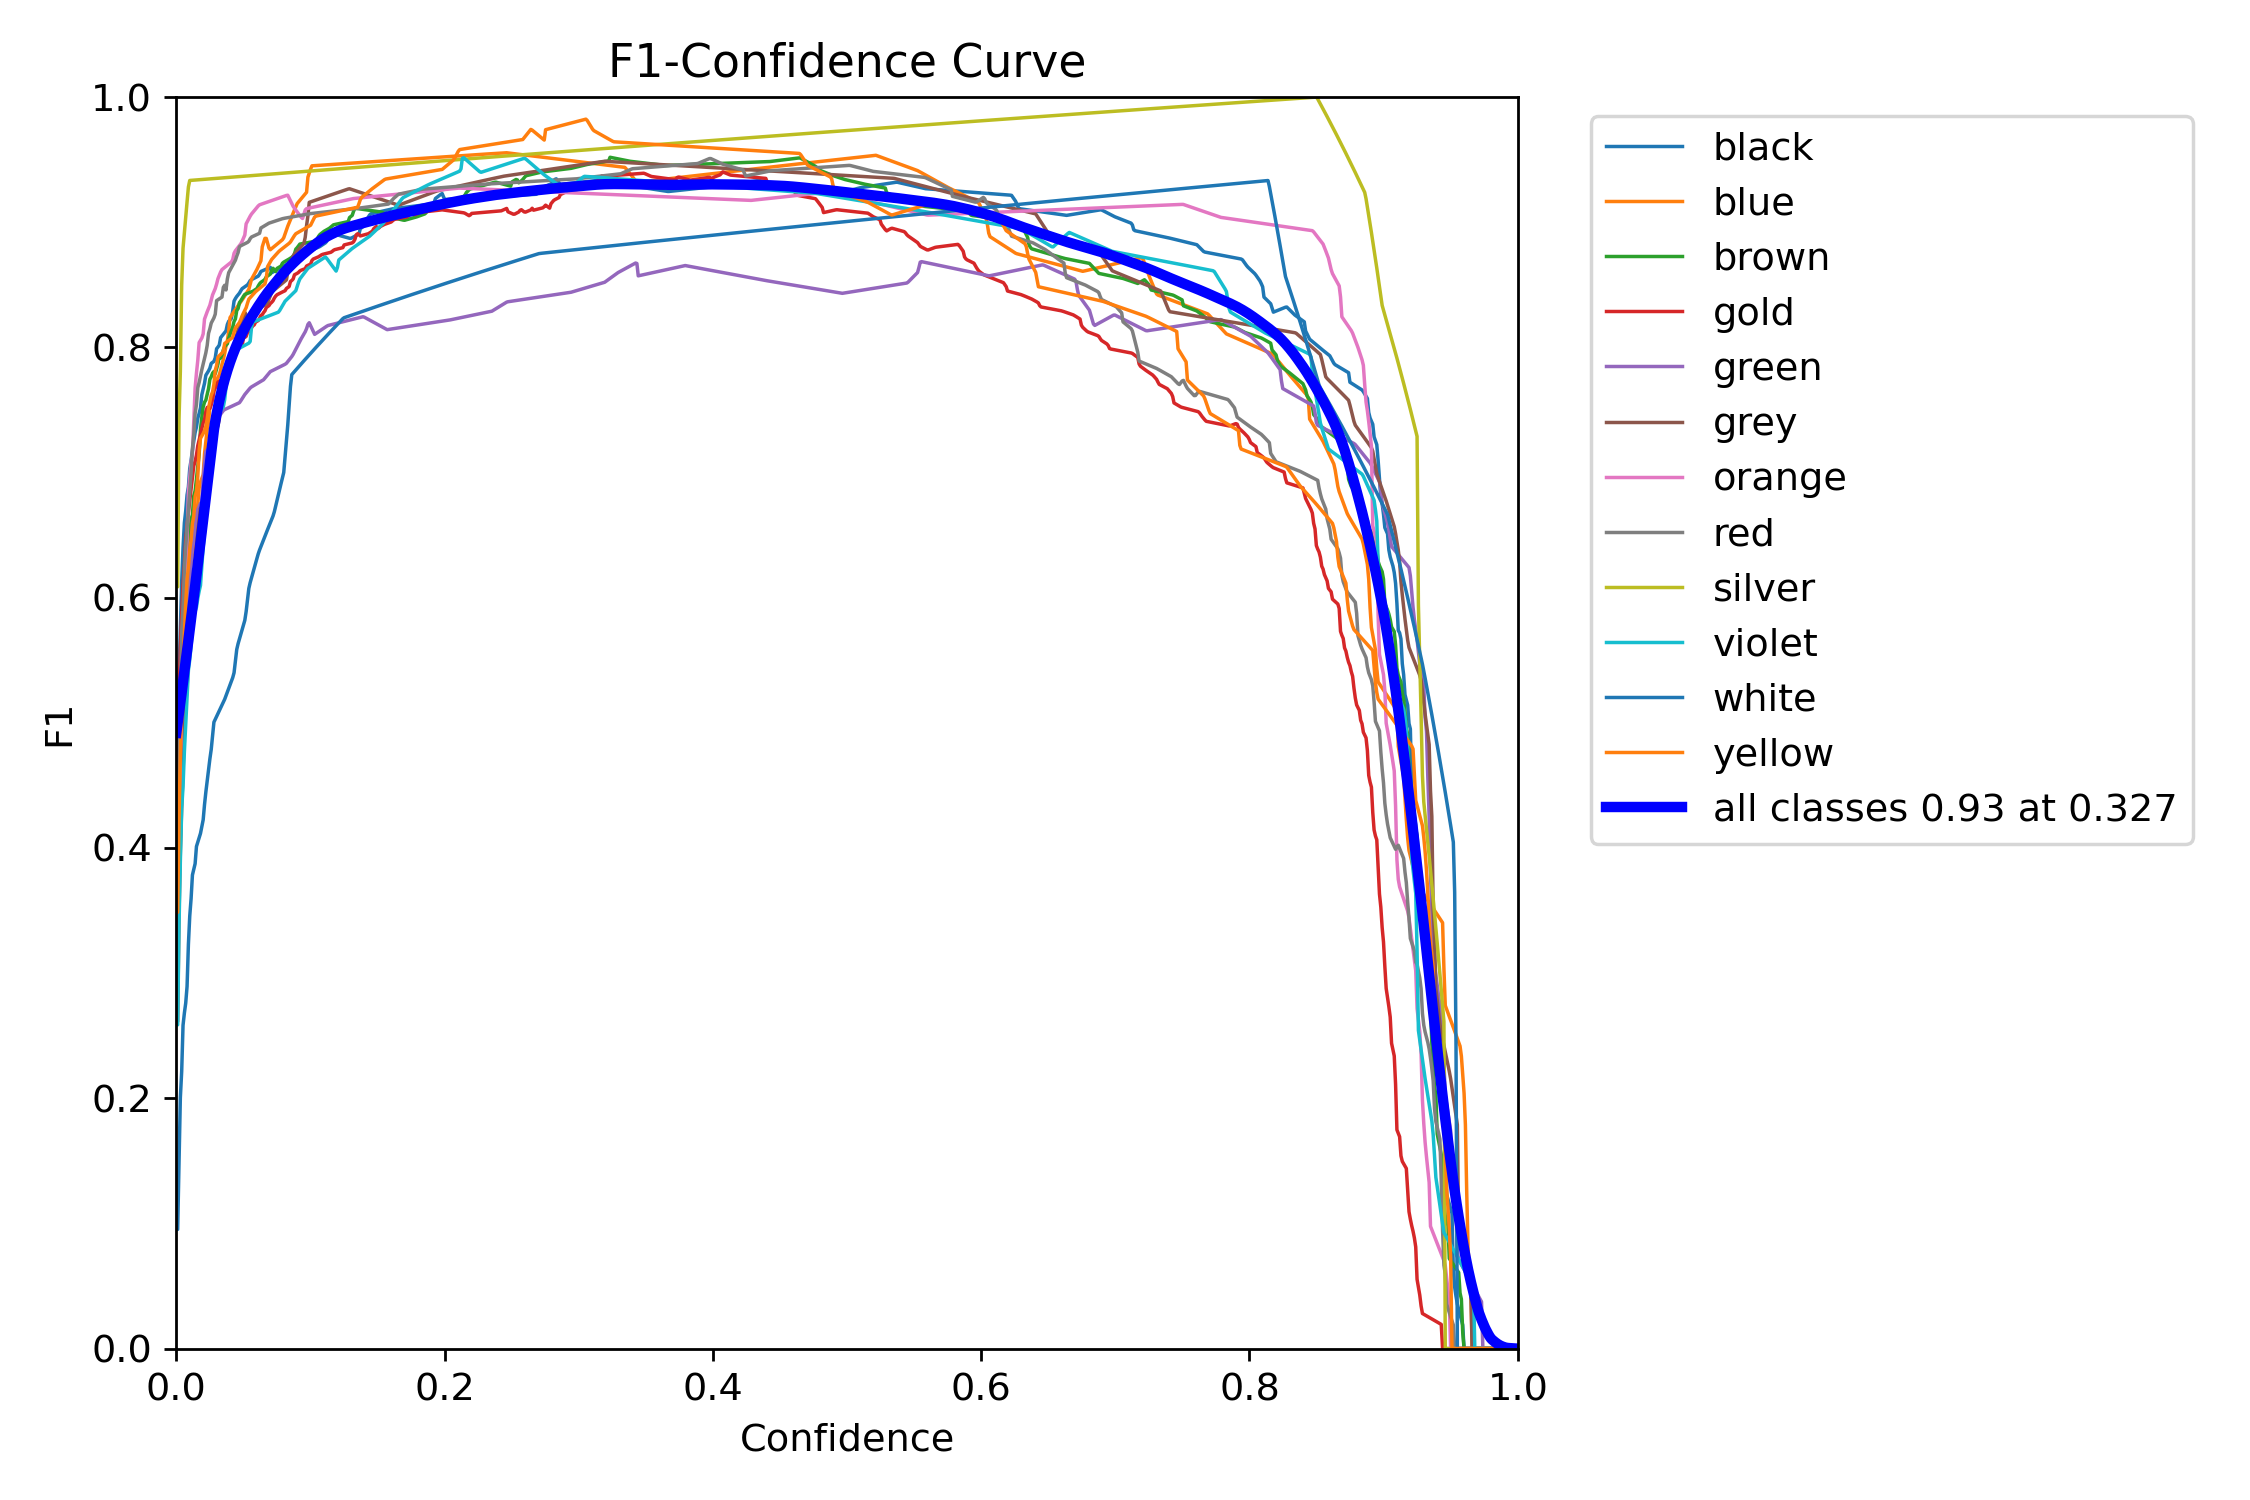 F1-Confidence Curve
1.0
0.8
0.6
0.4
0.2
0.0
F1
0.0 0.2 0.4 0.6 0.8 1.0
Confidence
black
blue
brown
gold
green
grey
orange
red
silver
violet
white
yellow
all classes 0.93 at 0.327